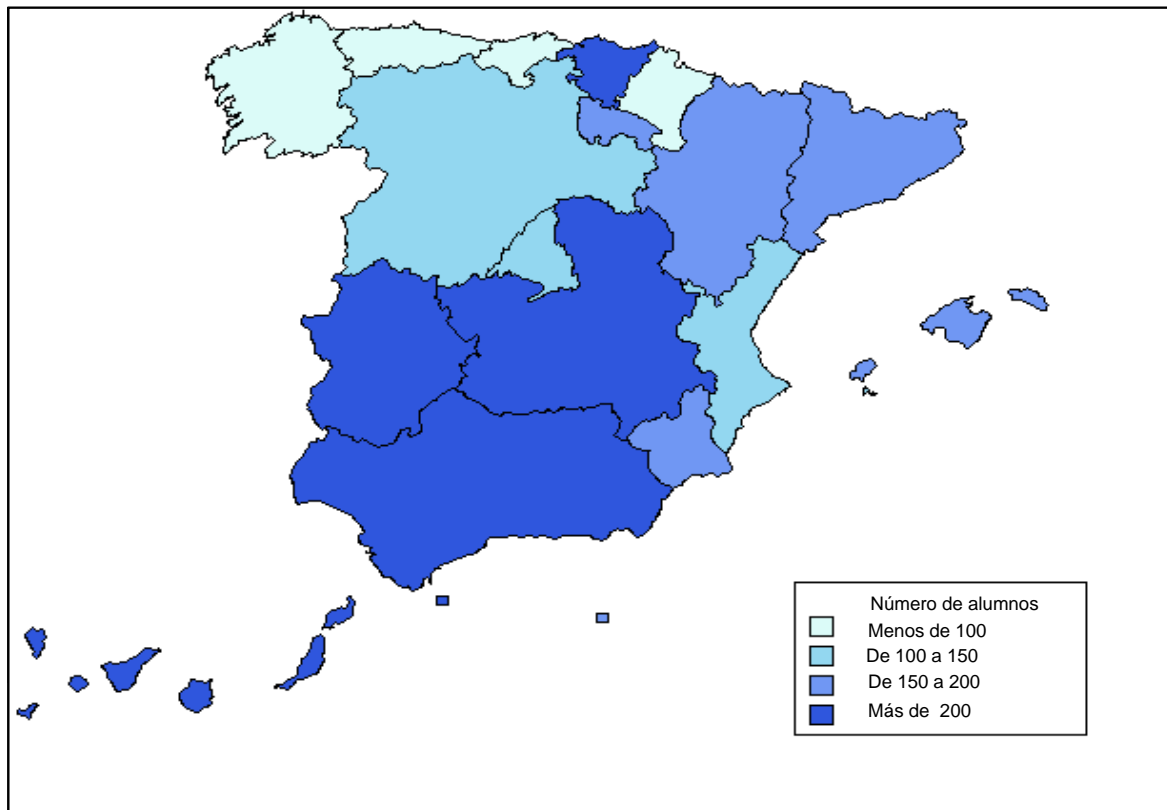 Número de alumnos
Menos de 100
De 100 a 150
De 150 a 200
Más de 200